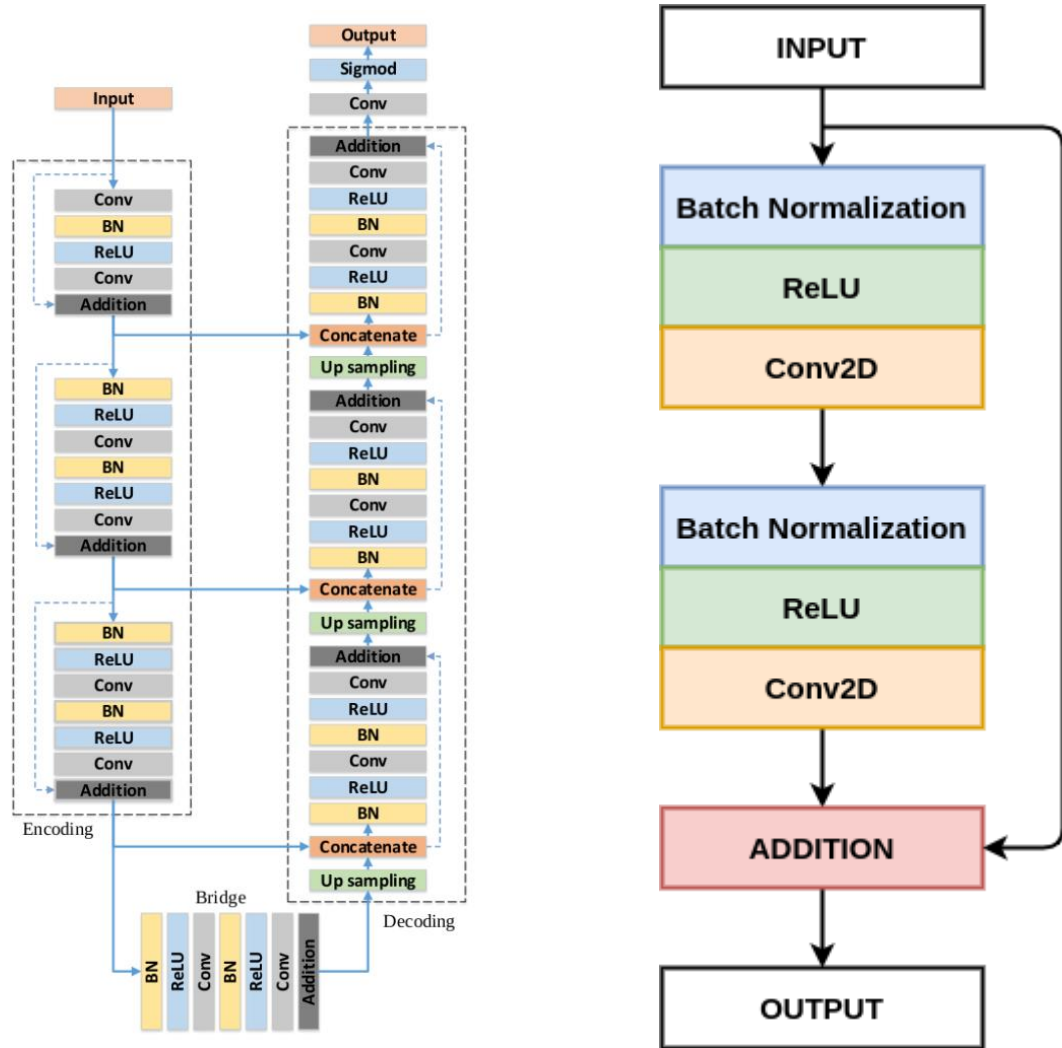 Input
Conv
BN
ReLU
Conv
Addition
BN
ReLU
Conv
BN
ReLU
Conv
Addition
BN
ReLU
Conv
BN
ReLU
Conv
Addition
Encoding
Bridge
BN
ReLU
Conv
BN
ReLU
Conv
Addition
Output
Sigmod
Conv
Addition
Conv
ReLU
BN
Conv
ReLU
BN
Concatenate
Up sampling
Addition
Conv
ReLU
BN
Conv
ReLU
BN
Concatenate
Up sampling
Addition
Conv
ReLU
BN
Conv
ReLU
BN
Concatenate
Up sampling
Decoding
INPUT
Batch Normalization
ReLU
Conv2D
Batch Normalization
ReLU
Conv2D
ADDITION
OUTPUT